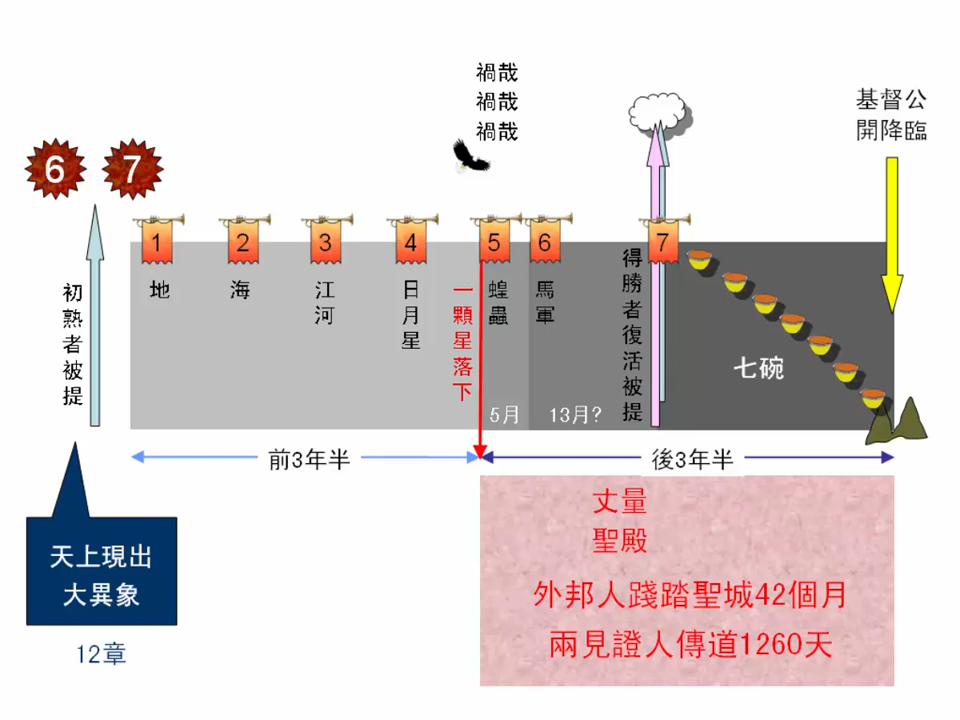 禍哉
禍哉
禍哉
基督公
開降臨
6
7
1
2
3
4
5
6
7
初熟者被提
地
海
江河
日月星
一顆星落下
蝗蟲
馬軍
得勝者復活被提
七碗
5月
13月?
前3年半
後3年半
天上現出
大異象
12章
丈量
聖殿
外邦人踐踏聖城42個月
兩見證人傳道1260天